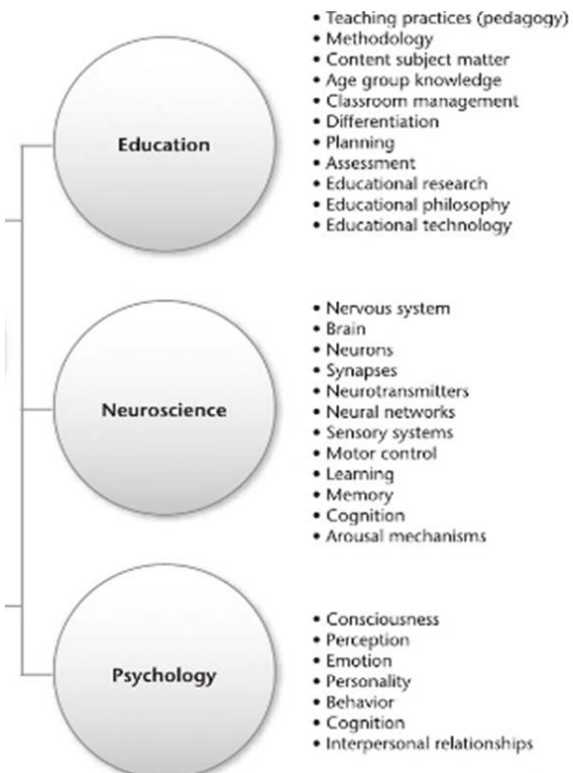 Education
• Teaching practices (pedagogy)
• Methodology
• Content subject matter
• Age group knowledge
• Classroom management
• Differentiation
• Planning
• Assessment
• Educational research
• Educational philosophy
• Educational technology
Neuroscience
• Nervous system
• Brain
• Neurons
• Synapses
• Neurotransmitters
• Neural networks
• Sensory systems
• Motor control
• Learning
• Memory
• Cognition
• Arousal mechanisms
Psychology
• Consciousness
• Perception
• Emotion
• Personality
• Behavior
• Cognition
• Interpersonal relationships